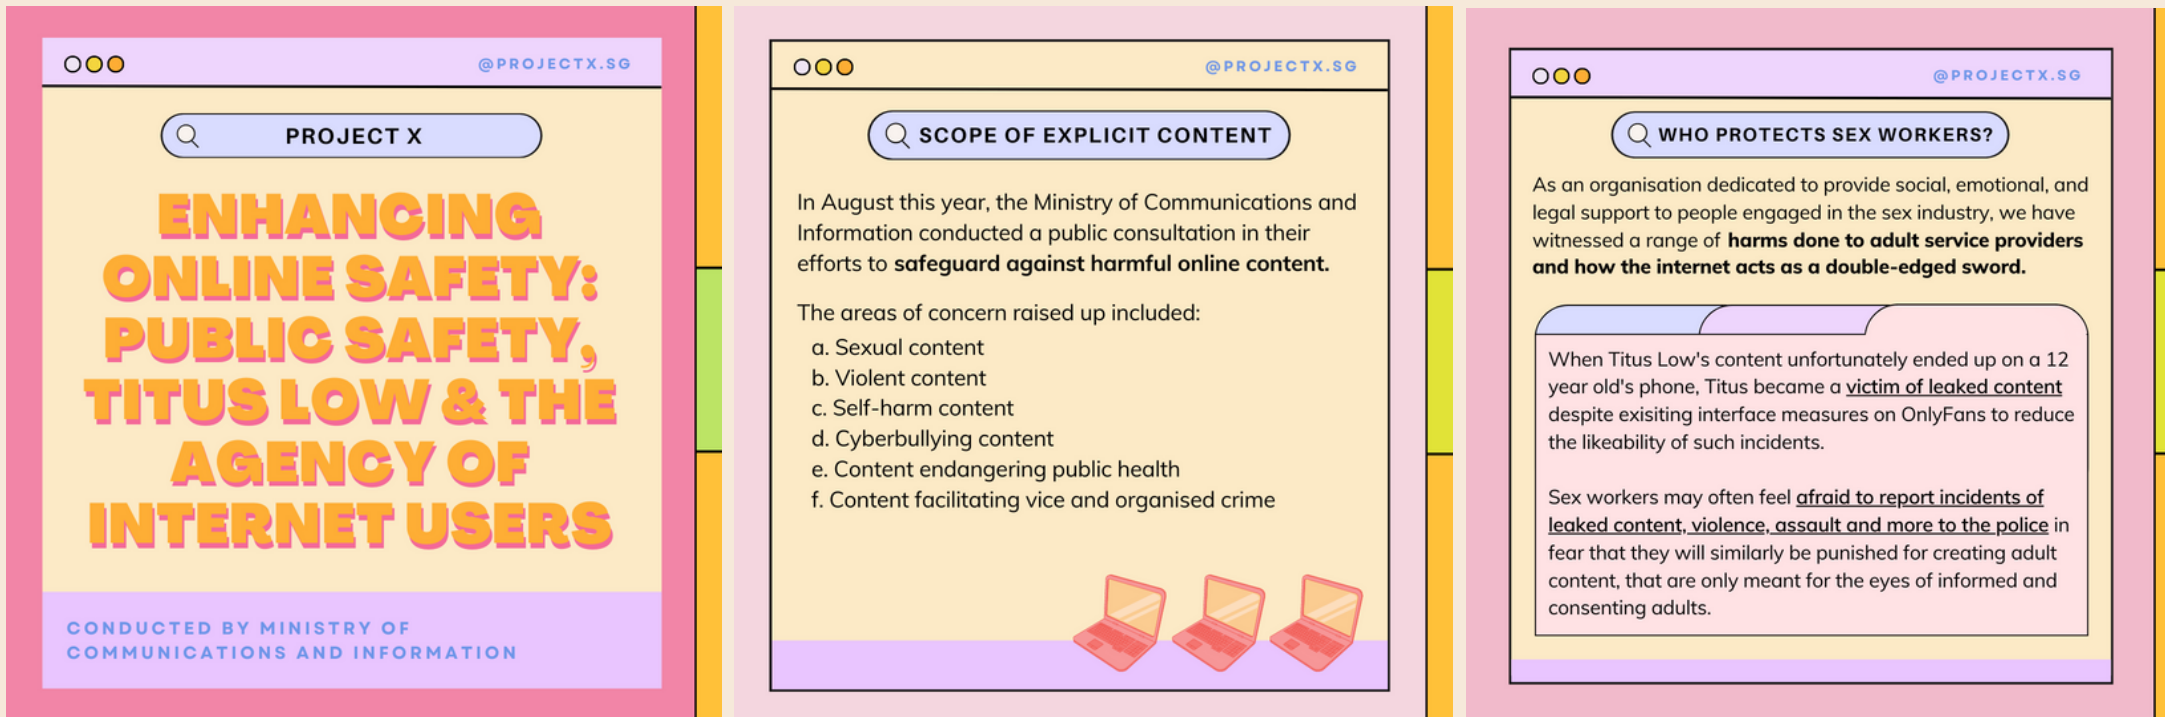 @PROJECTX.SG
PROJECT X
ENHANCING
ONLINE SAFETY:
PUBLIC SAFETY,
TITUS LOW & THE
AGENCY OF
INTERNET USERS
CONDUCTED BY MINISTRY OF
COMMUNICATIONS AND INFORMATION
@PROJECTX.SG
SCOPE OF EXPLICIT CONTENT
In August this year, the Ministry of Communications and
Information conducted a public consultation in their
efforts to safeguard against harmful online content.
The areas of concern raised up included:
a. Sexual content
b. Violent content
c. Self-harm content
d. Cyberbullying content
e. Content endangering public health
f. Content facilitating vice and organised crime
@PROJECTX.SG
WHO PROTECTS SEX WORKERS?
As an organisation dedicated to provide social, emotional, and
legal support to people engaged in the sex industry, we have
witnessed a range of harms done to adult service providers
and how the internet acts as a double-edged sword.
When Titus Low's content unfortunately ended up on a 12
year old's phone, Titus became a victim of leaked content
despite exisiting interface measures on OnlyFans to reduce
the likeability of such incidents.
Sex workers may often feel afraid to report incidents of
leaked content, violence, assault and more to the police in
fear that they will similarly be punished for creating adult
content, that are only meant for the eyes of informed and
consenting adults.